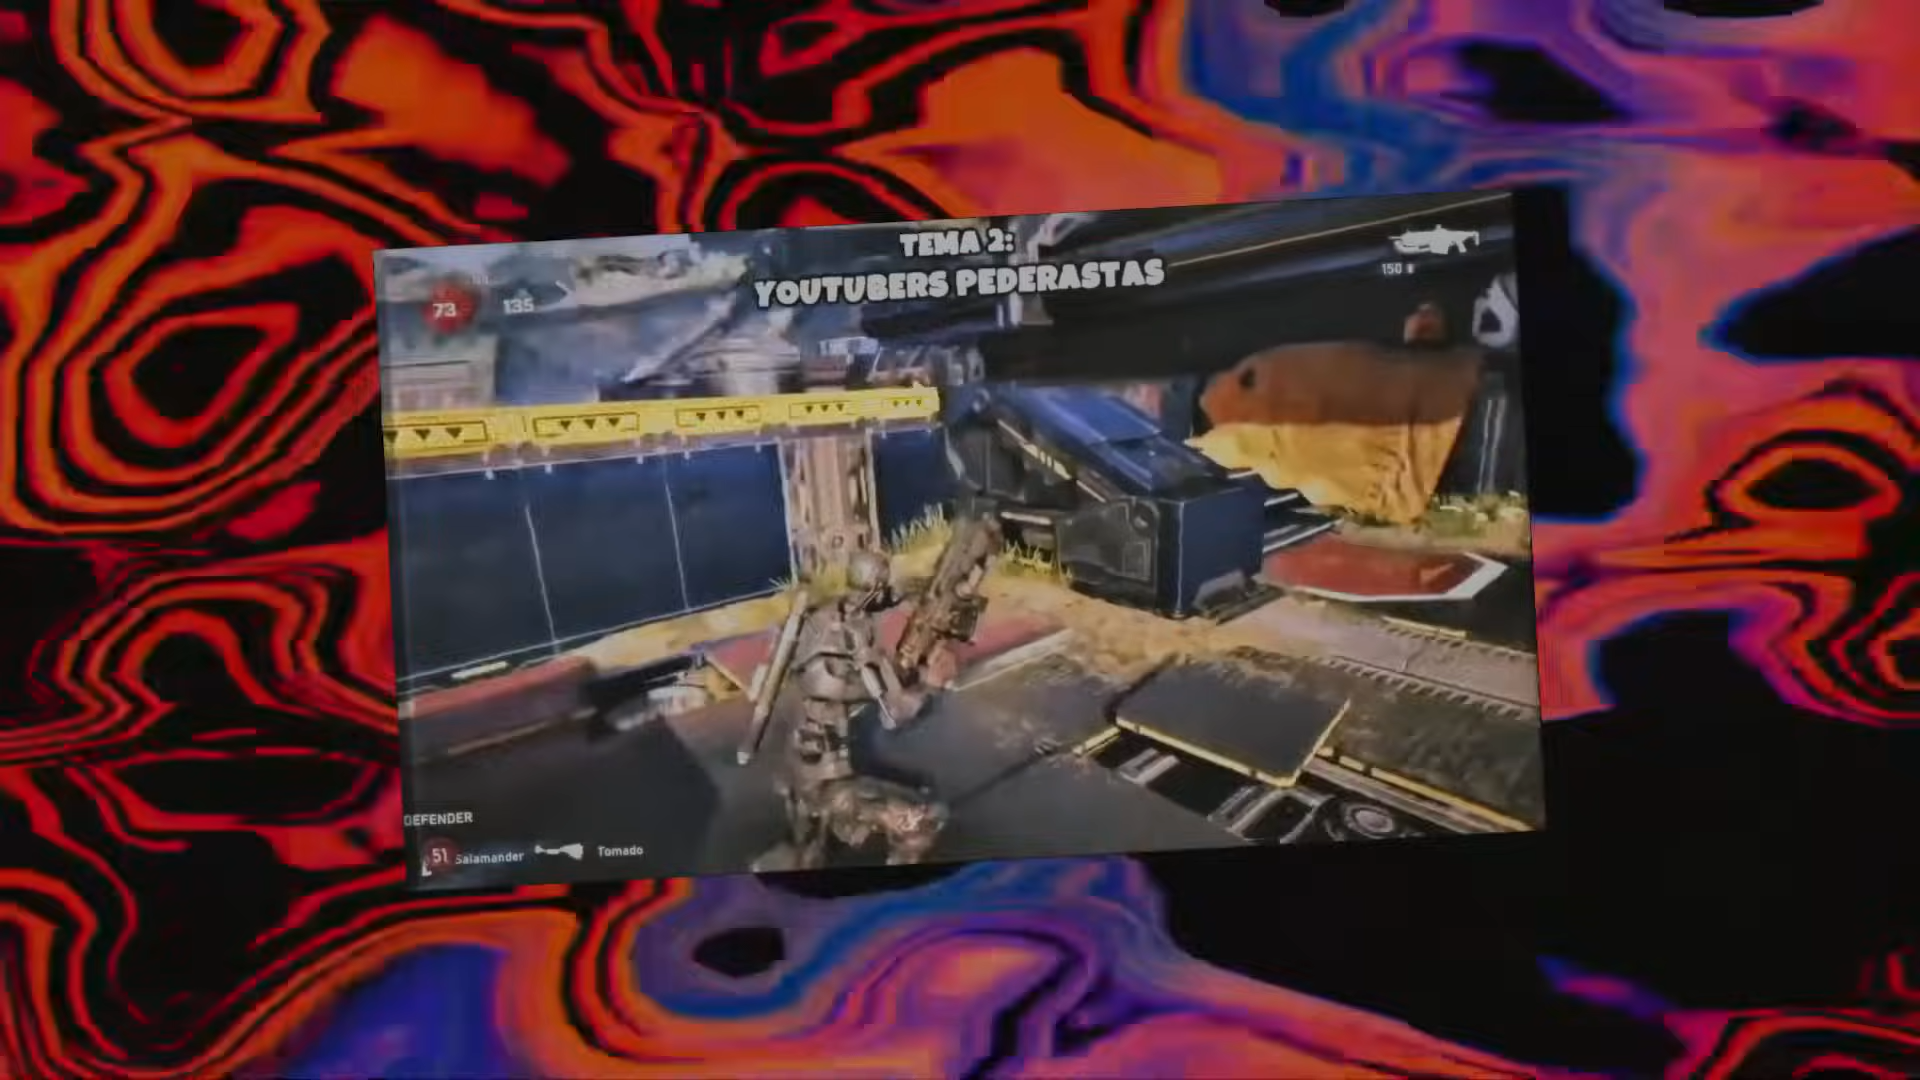 TEMA 2:
YOUTUBERS PEDERASTAS
73
135
150
DEFENDER
51 Salamander Tornado